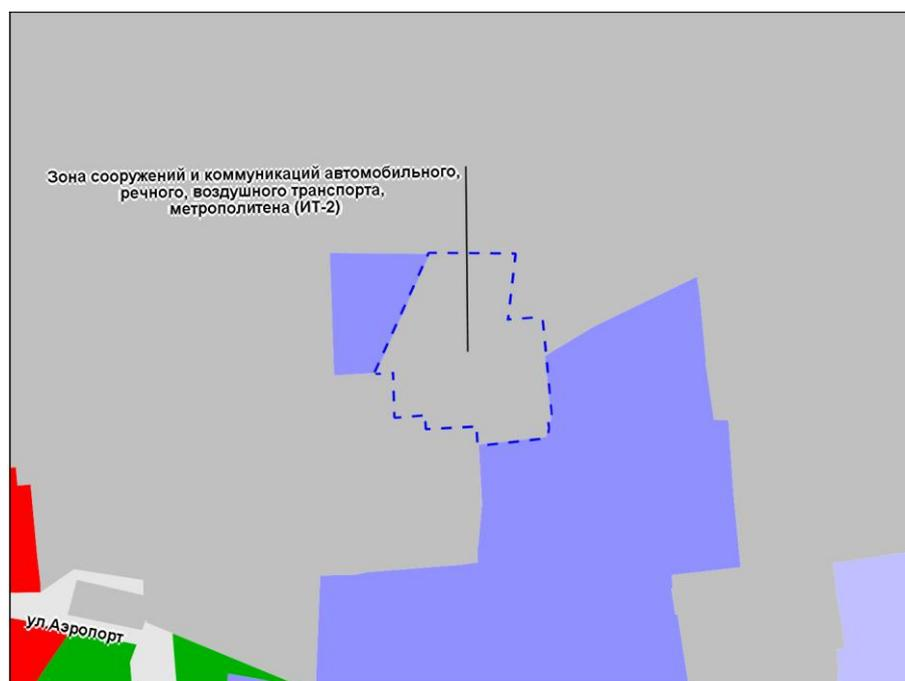 Зона сооружений и коммуникаций автомобильного,
речного, воздушного транспорта,
метрополитена (ИТ-2)
ул.Аэропорт